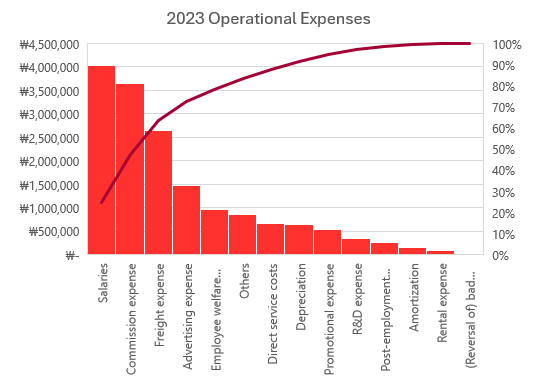 2023 Operational Expenses
₩4,500,000
₩4,000,000
₩3,500,000
₩3,000,000
₩2,500,000
₩2,000,000
₩1,500,000
₩1,000,000
₩500,000
₩-
100%
90%
80%
70%
60%
50%
40%
30%
20%
10%
0%
Salaries
Commission expense
Freight expense
Advertising expense
Employee welfare...
Others
Direct service costs
Depreciation
Promotional expense
R&D expense
Post-employment...
Amortization
Rental expense
(Reversal of) bad...